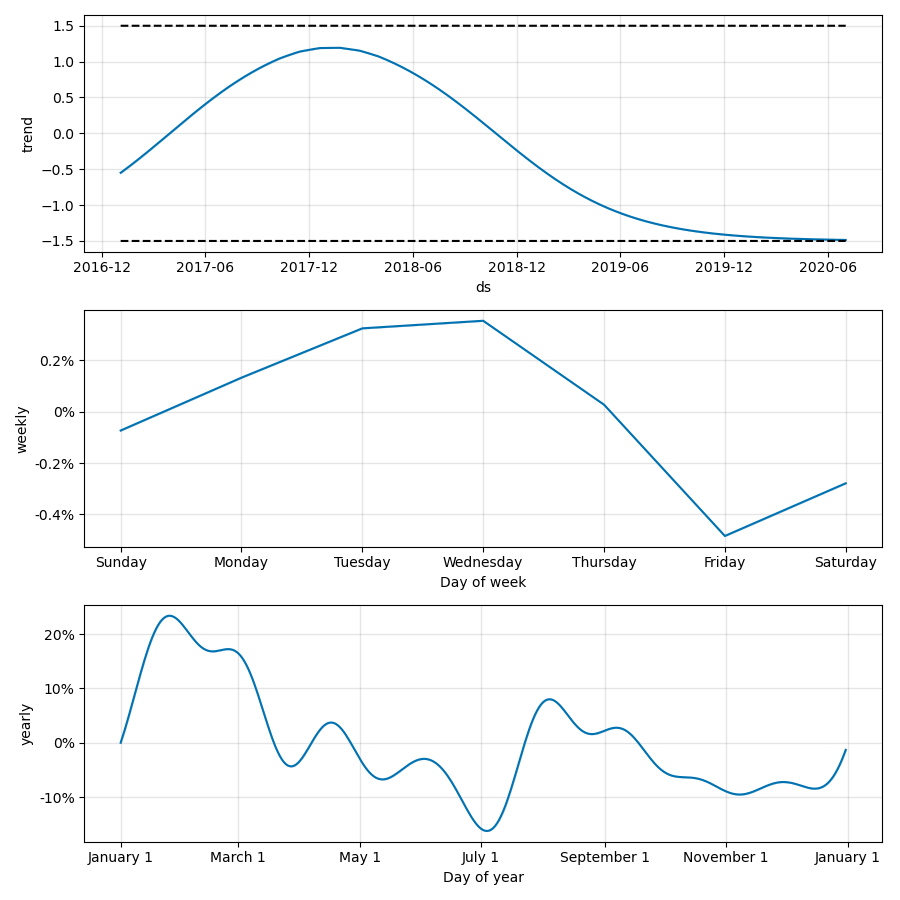 trend
1.5
1.0
0.5
0.0
−0.5
−1.0
−1.5
2016-12 2017-06 2017-12 2018-06 2018-12 2019-06 2019-12 2020-06
ds
weekly
0.2%
0%
-0.2%
-0.4%
Sunday Monday Tuesday Wednesday Thursday Friday Saturday
Day of week
yearly
20%
10%
0%
-10%
January 1 March 1 May 1 July 1 September 1 November 1 January 1
Day of year